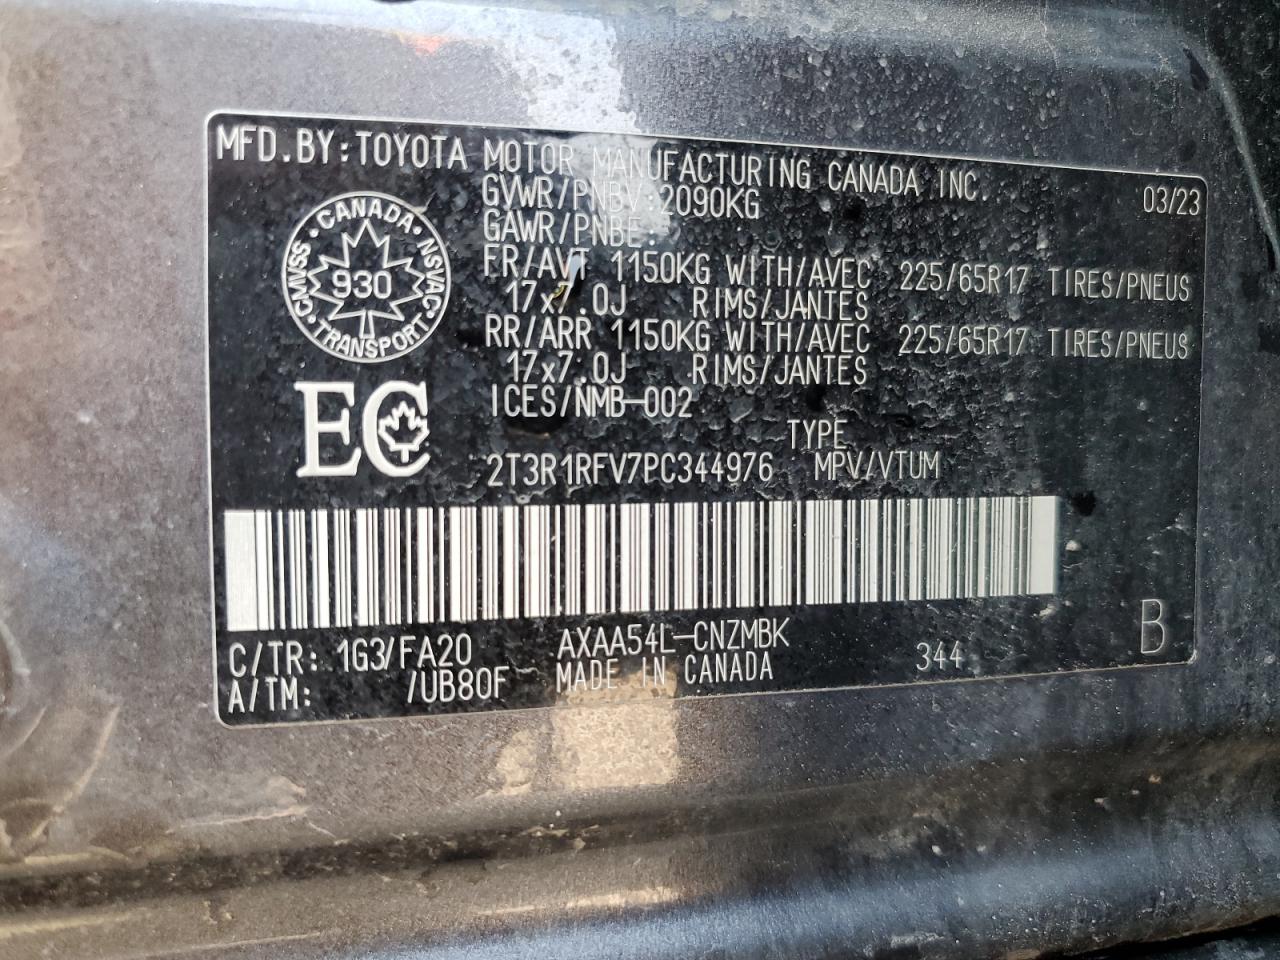 MFD.BY:TOYOTA MOTOR MANUFACTURING CANADA INC. 03/23
GVWR/PNBV:2090KG
GAWR/PNBE:
FR/AVT 1150KG WITH/AVEC 225/65R17 TIRES/PNEUS
17x7.0J RIMS/JANTES
RR/ARR 1150KG WITH/AVEC 225/65R17 TIRES/PNEUS
17x7.0J RIMS/JANTES
ICES/NMB-002
TYPE
2T3R1RFV7PC344976 MPV/VTUM
CANADA
CMVSS NSVAC
930
TRANSPORT
EC
C/TR: 1G3/FA20 AXAA54L-CNZMBK 344 B
A/TM: /UB80F MADE IN CANADA